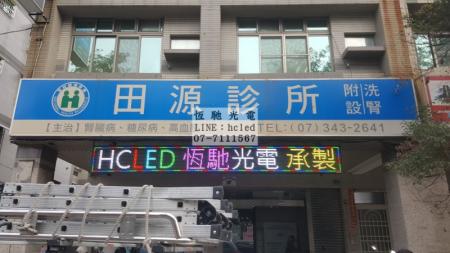 田源診所
附設
洗腎
【主治】腎臟病、糖尿病、高血
TEL:(07)343-2641
恆馳光電
LINE:hcled
07-7111567
HCLED 恆馳光電 承製